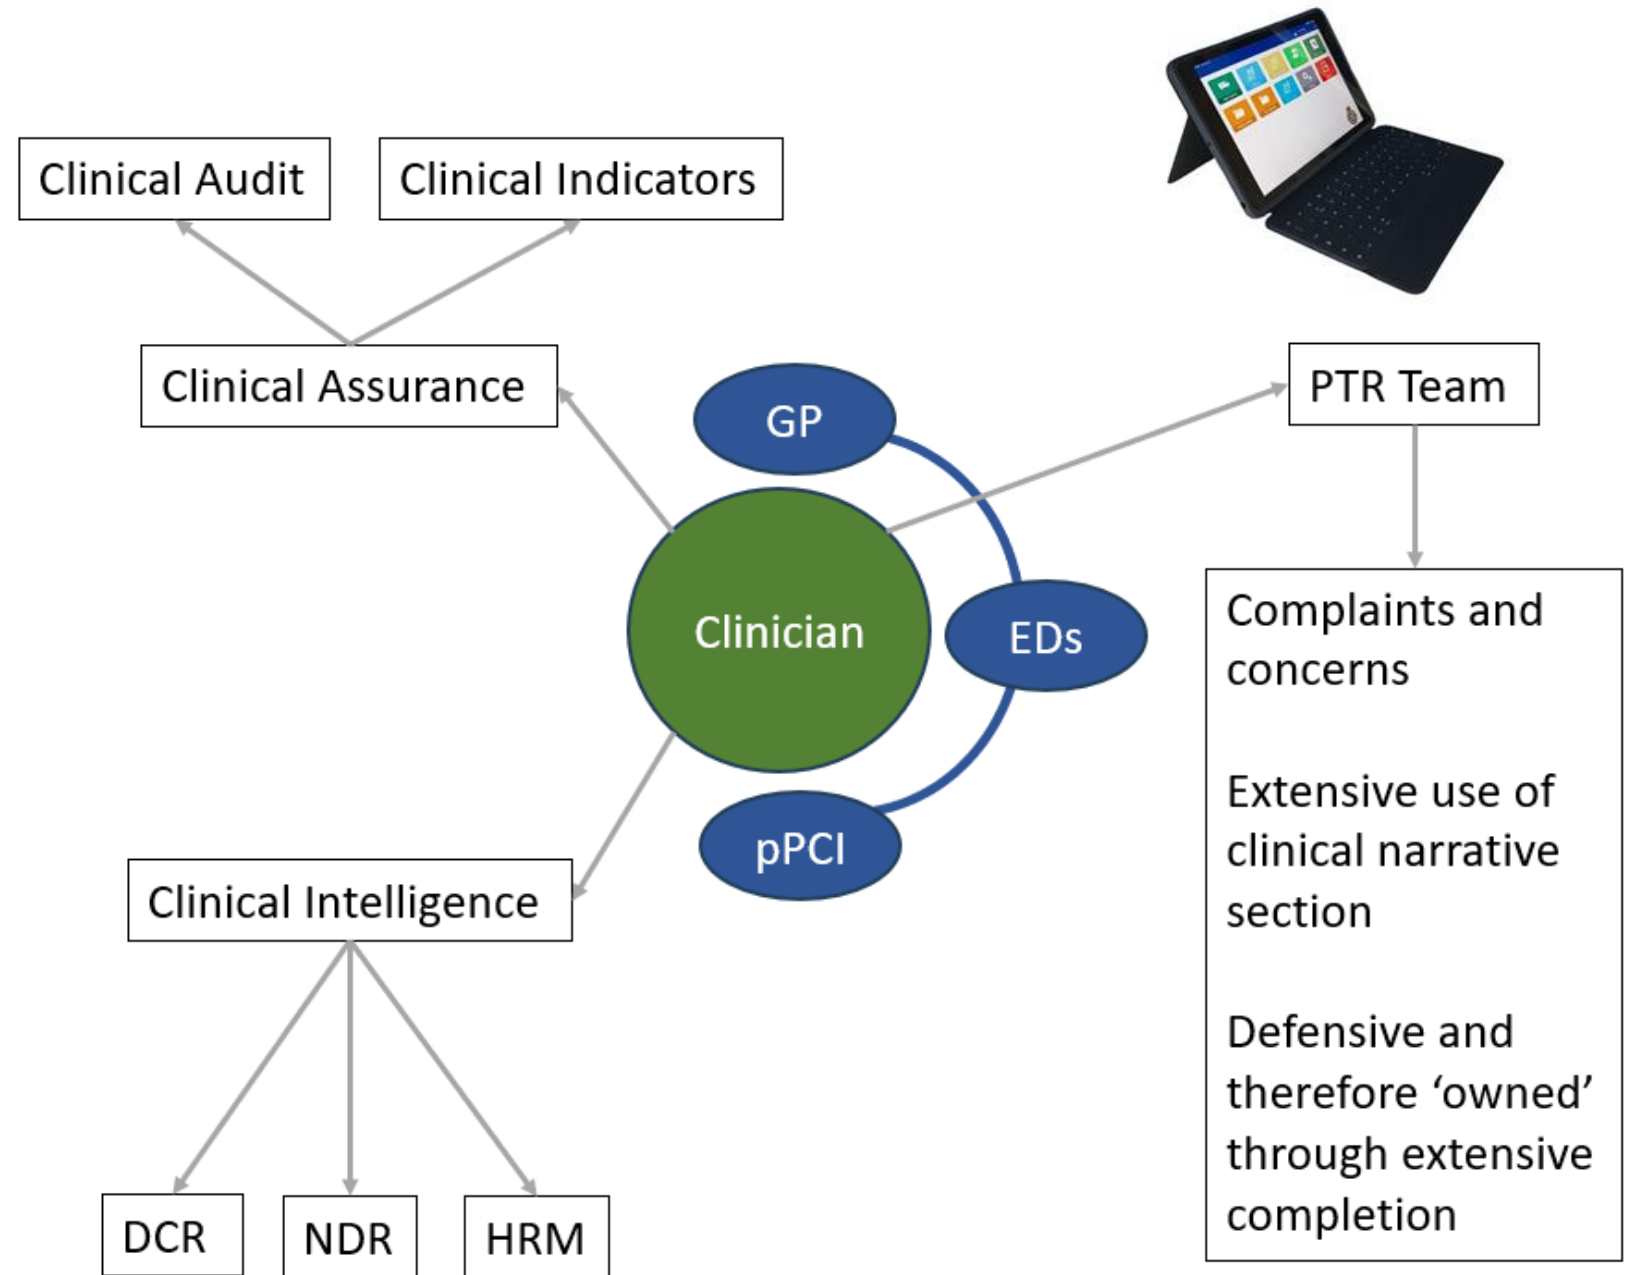 Clinical Audit
Clinical Indicators
Clinical Assurance
GP
PTR Team
Clinician
EDs
Complaints and
concerns
Extensive use of
clinical narrative
section
Defensive and
therefore ‘owned’
through extensive
completion
pPCI
Clinical Intelligence
DCR
NDR
HRM